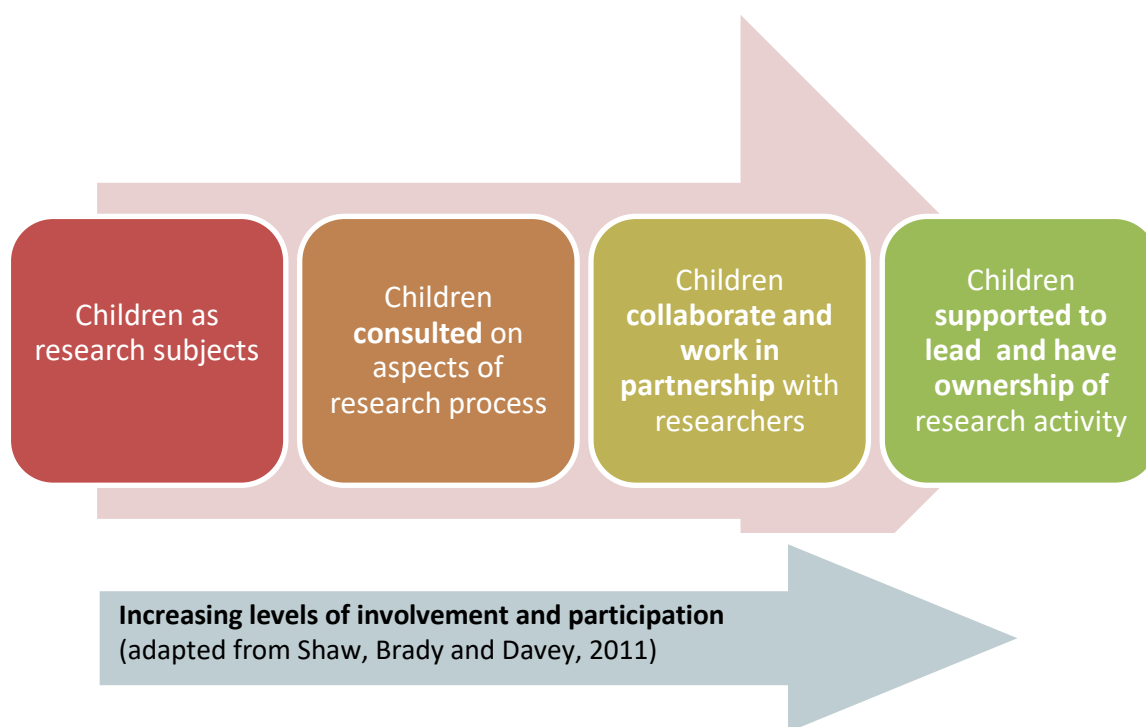 Children as
research subjects
Children
consulted on
aspects of
research process
Children
collaborate and
work in
partnership with
researchers
Children
supported to
lead  and have
ownership of
research activity
Increasing levels of involvement and participation
(adapted from Shaw, Brady and Davey, 2011)